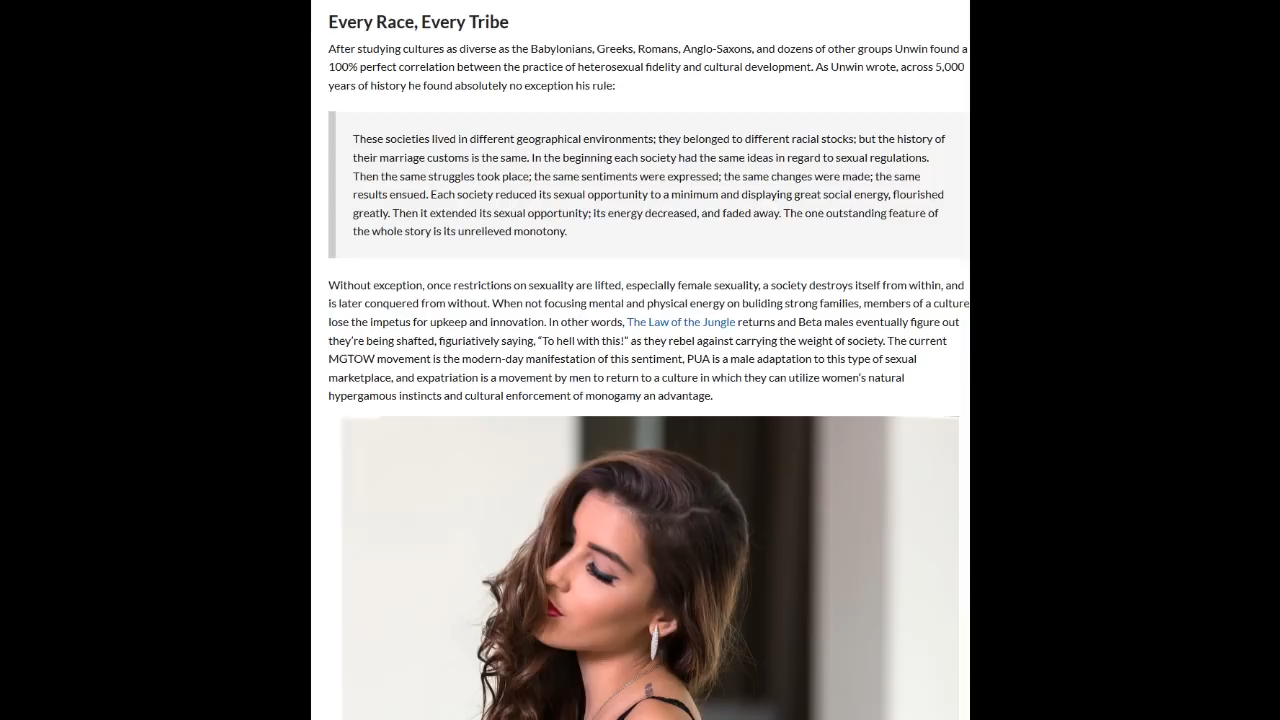 Every Race, Every Tribe
After studying cultures as diverse as the Babylonians, Greeks, Romans, Anglo-Saxons, and dozens of other groups Unwin found a
100% perfect correlation between the practice of heterosexual fidelity and cultural development. As Unwin wrote, across 5,000
years of history he found absolutely no exception his rule:
These societies lived in different geographical environments; they belonged to different racial stocks; but the history of
their marriage customs is the same. In the beginning each society had the same ideas in regard to sexual regulations.
Then the same struggles took place; the same sentiments were expressed; the same changes were made; the same
results ensued. Each society reduced its sexual opportunity to a minimum and displaying great social energy, flourished
greatly. Then it extended its sexual opportunity; its energy decreased, and faded away. The one outstanding feature of
the whole story is its unrelieved monotony.
Without exception, once restrictions on sexuality are lifted, especially female sexuality, a society destroys itself from within, and
is later conquered from without. When not focusing mental and physical energy on buliding strong families, members of a culture
lose the impetus for upkeep and innovation. In other words, The Law of the Jungle returns and Beta males eventually figure out
they're being shafted, figuriatively saying, "To hell with this!" as they rebel against carrying the weight of society. The current
MGTOW movement is the modern-day manifestation of this sentiment, PUA is a male adaptation to this type of sexual
marketplace, and expatriation is a movement by men to return to a culture in which they can utilize women's natural
hypergamous instincts and cultural enforcement of monogamy an advantage.